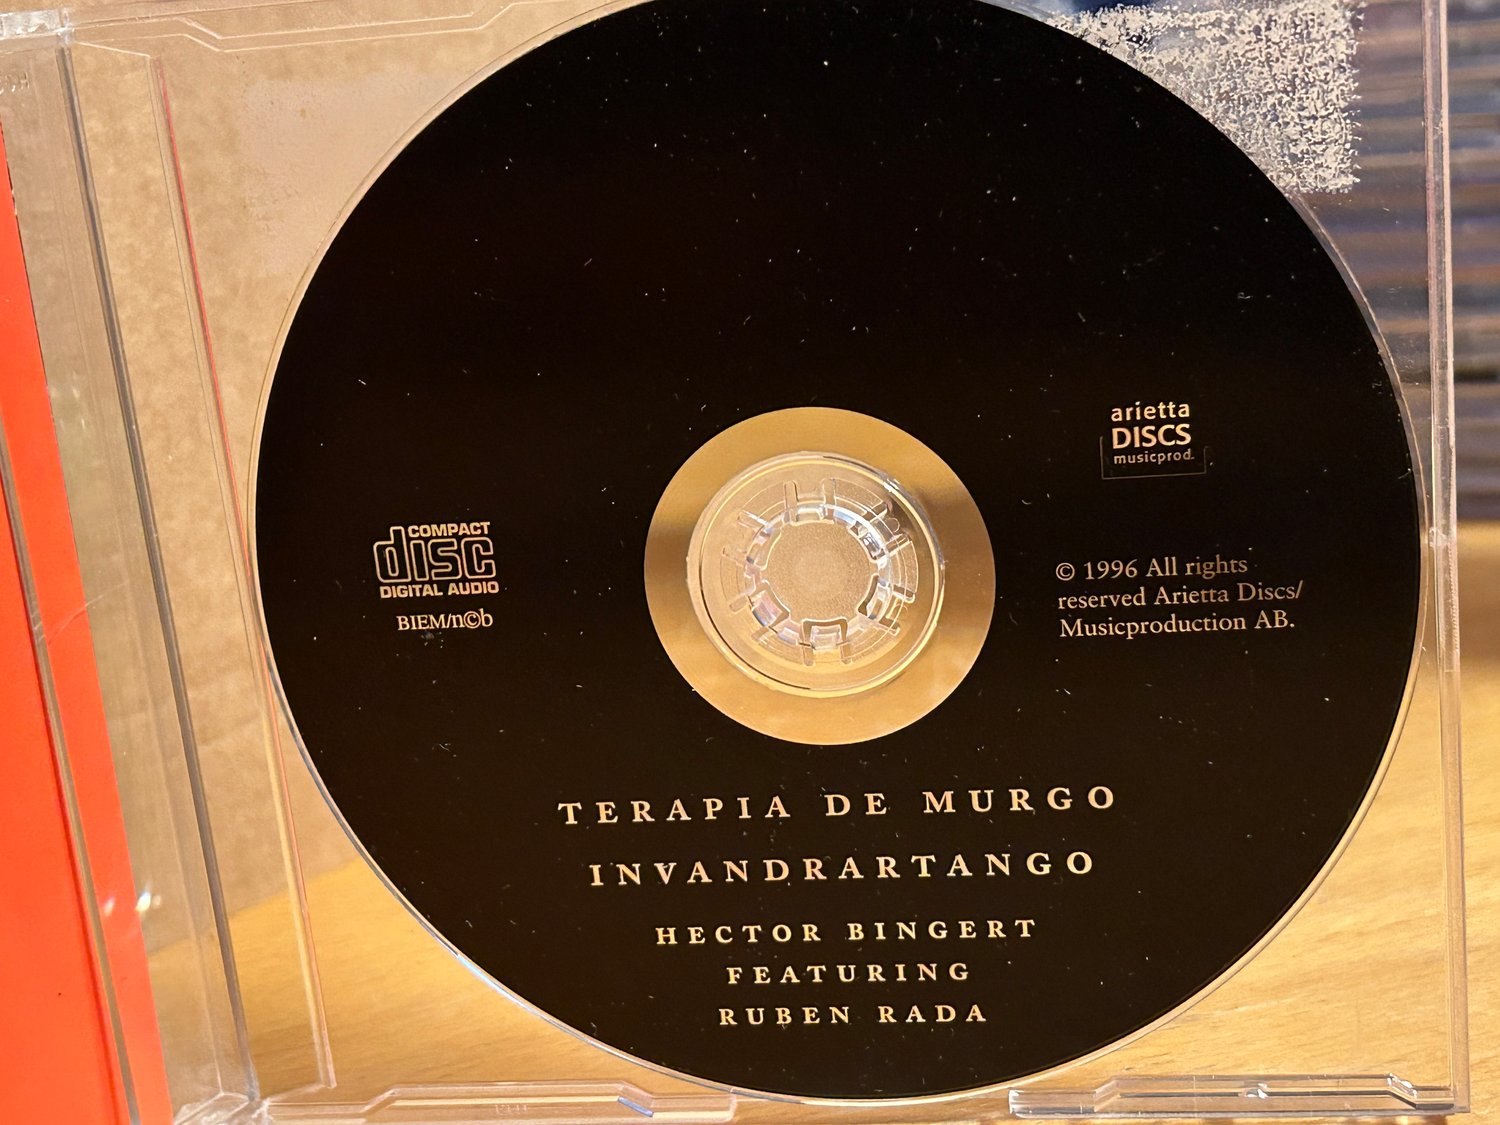 arietta
DISCS
musicprod.
COMPACT
disc
DIGITAL AUDIO
BIEM/n©b
© 1996 All rights
reserved Arietta Discs/
Musicproduction AB.
TERAPIA DE MURGO
INVANDRARTANGO
HECTOR BINGERT
FEATURING
RUBEN RADA